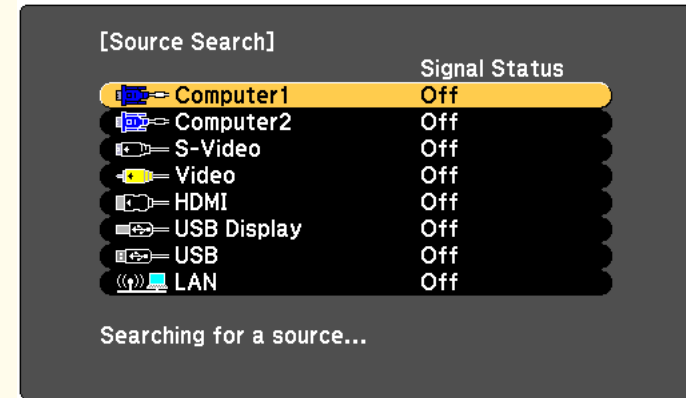 [Source Search]
Signal Status
Computer1 Off
Computer2 Off
S-Video Off
Video Off
HDMI Off
USB Display Off
USB Off
LAN Off
Searching for a source...